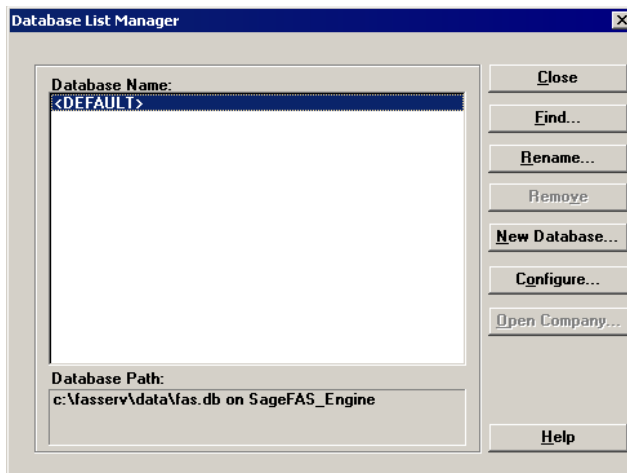 Database List Manager
Database Name:
<DEFAULT>
Database Path:
c:\fasserv\data\fas.db on SageFAS_Engine
Close
Find...
Rename...
Remove
New Database...
Configure...
Open Company...
Help